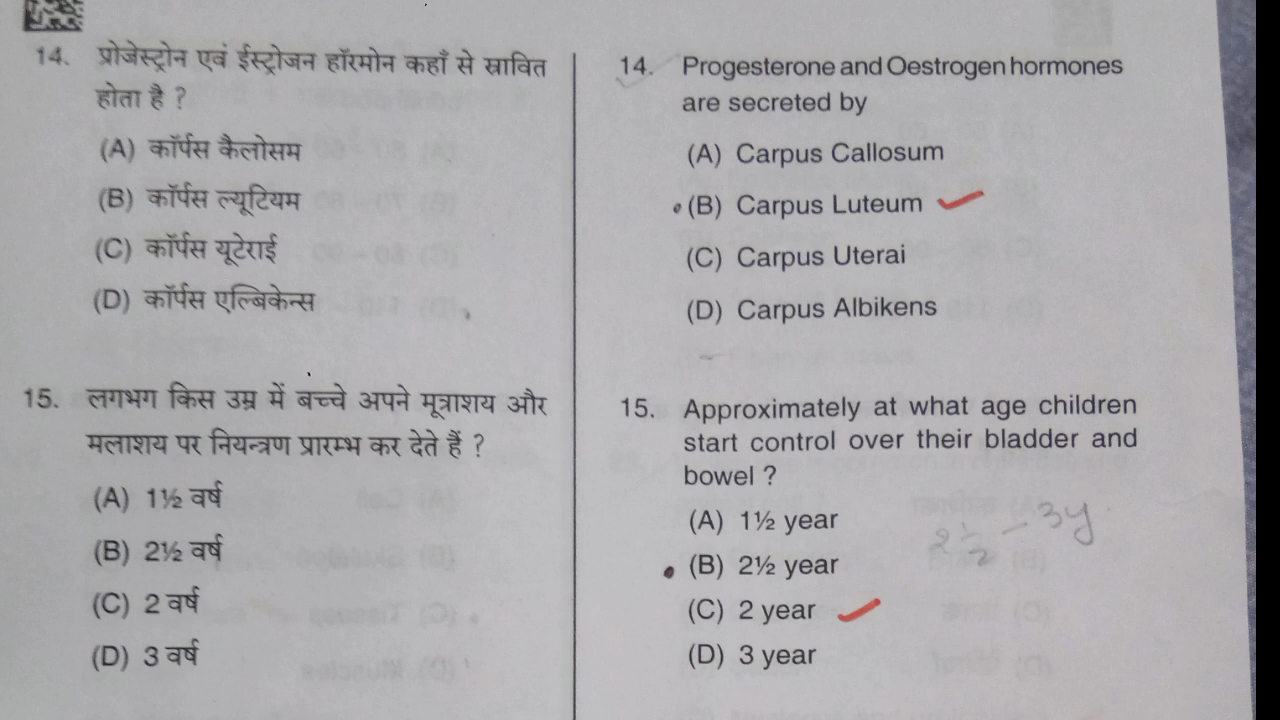 14. प्रोजेस्ट्रोन एवं ईस्ट्रोजन हॉरमोन कहाँ से स्रावित
होता है ?
(A) कॉर्पस कैलोसम
(B) कॉर्पस ल्यूटियम
(C) कॉर्पस यूटेराई
(D) कॉर्पस एल्बिकेन्स
15. लगभग किस उम्र में बच्चे अपने मूत्राशय और
मलाशय पर नियन्त्रण प्रारम्भ कर देते हैं ?
(A) 1½ वर्ष
(B) 2½ वर्ष
(C) 2 वर्ष
(D) 3 वर्ष
14. Progesterone and Oestrogen hormones
are secreted by
(A) Carpus Callosum
(B) Carpus Luteum
(C) Carpus Uterai
(D) Carpus Albikens
15. Approximately at what age children
start control over their bladder and
bowel ?
(A) 1½ year
(B) 2½ year
(C) 2 year
(D) 3 year
2½ – 3y